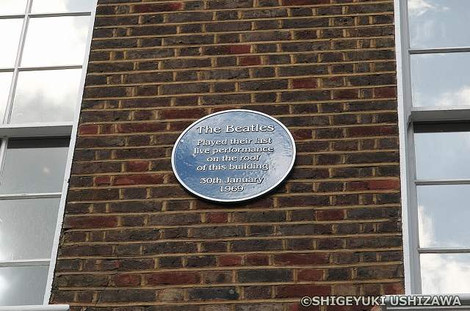 The Beatles
Played their last
live performance
on the roof
of this building
30th January
1969
©SHIGEYUKI USHIZAWA